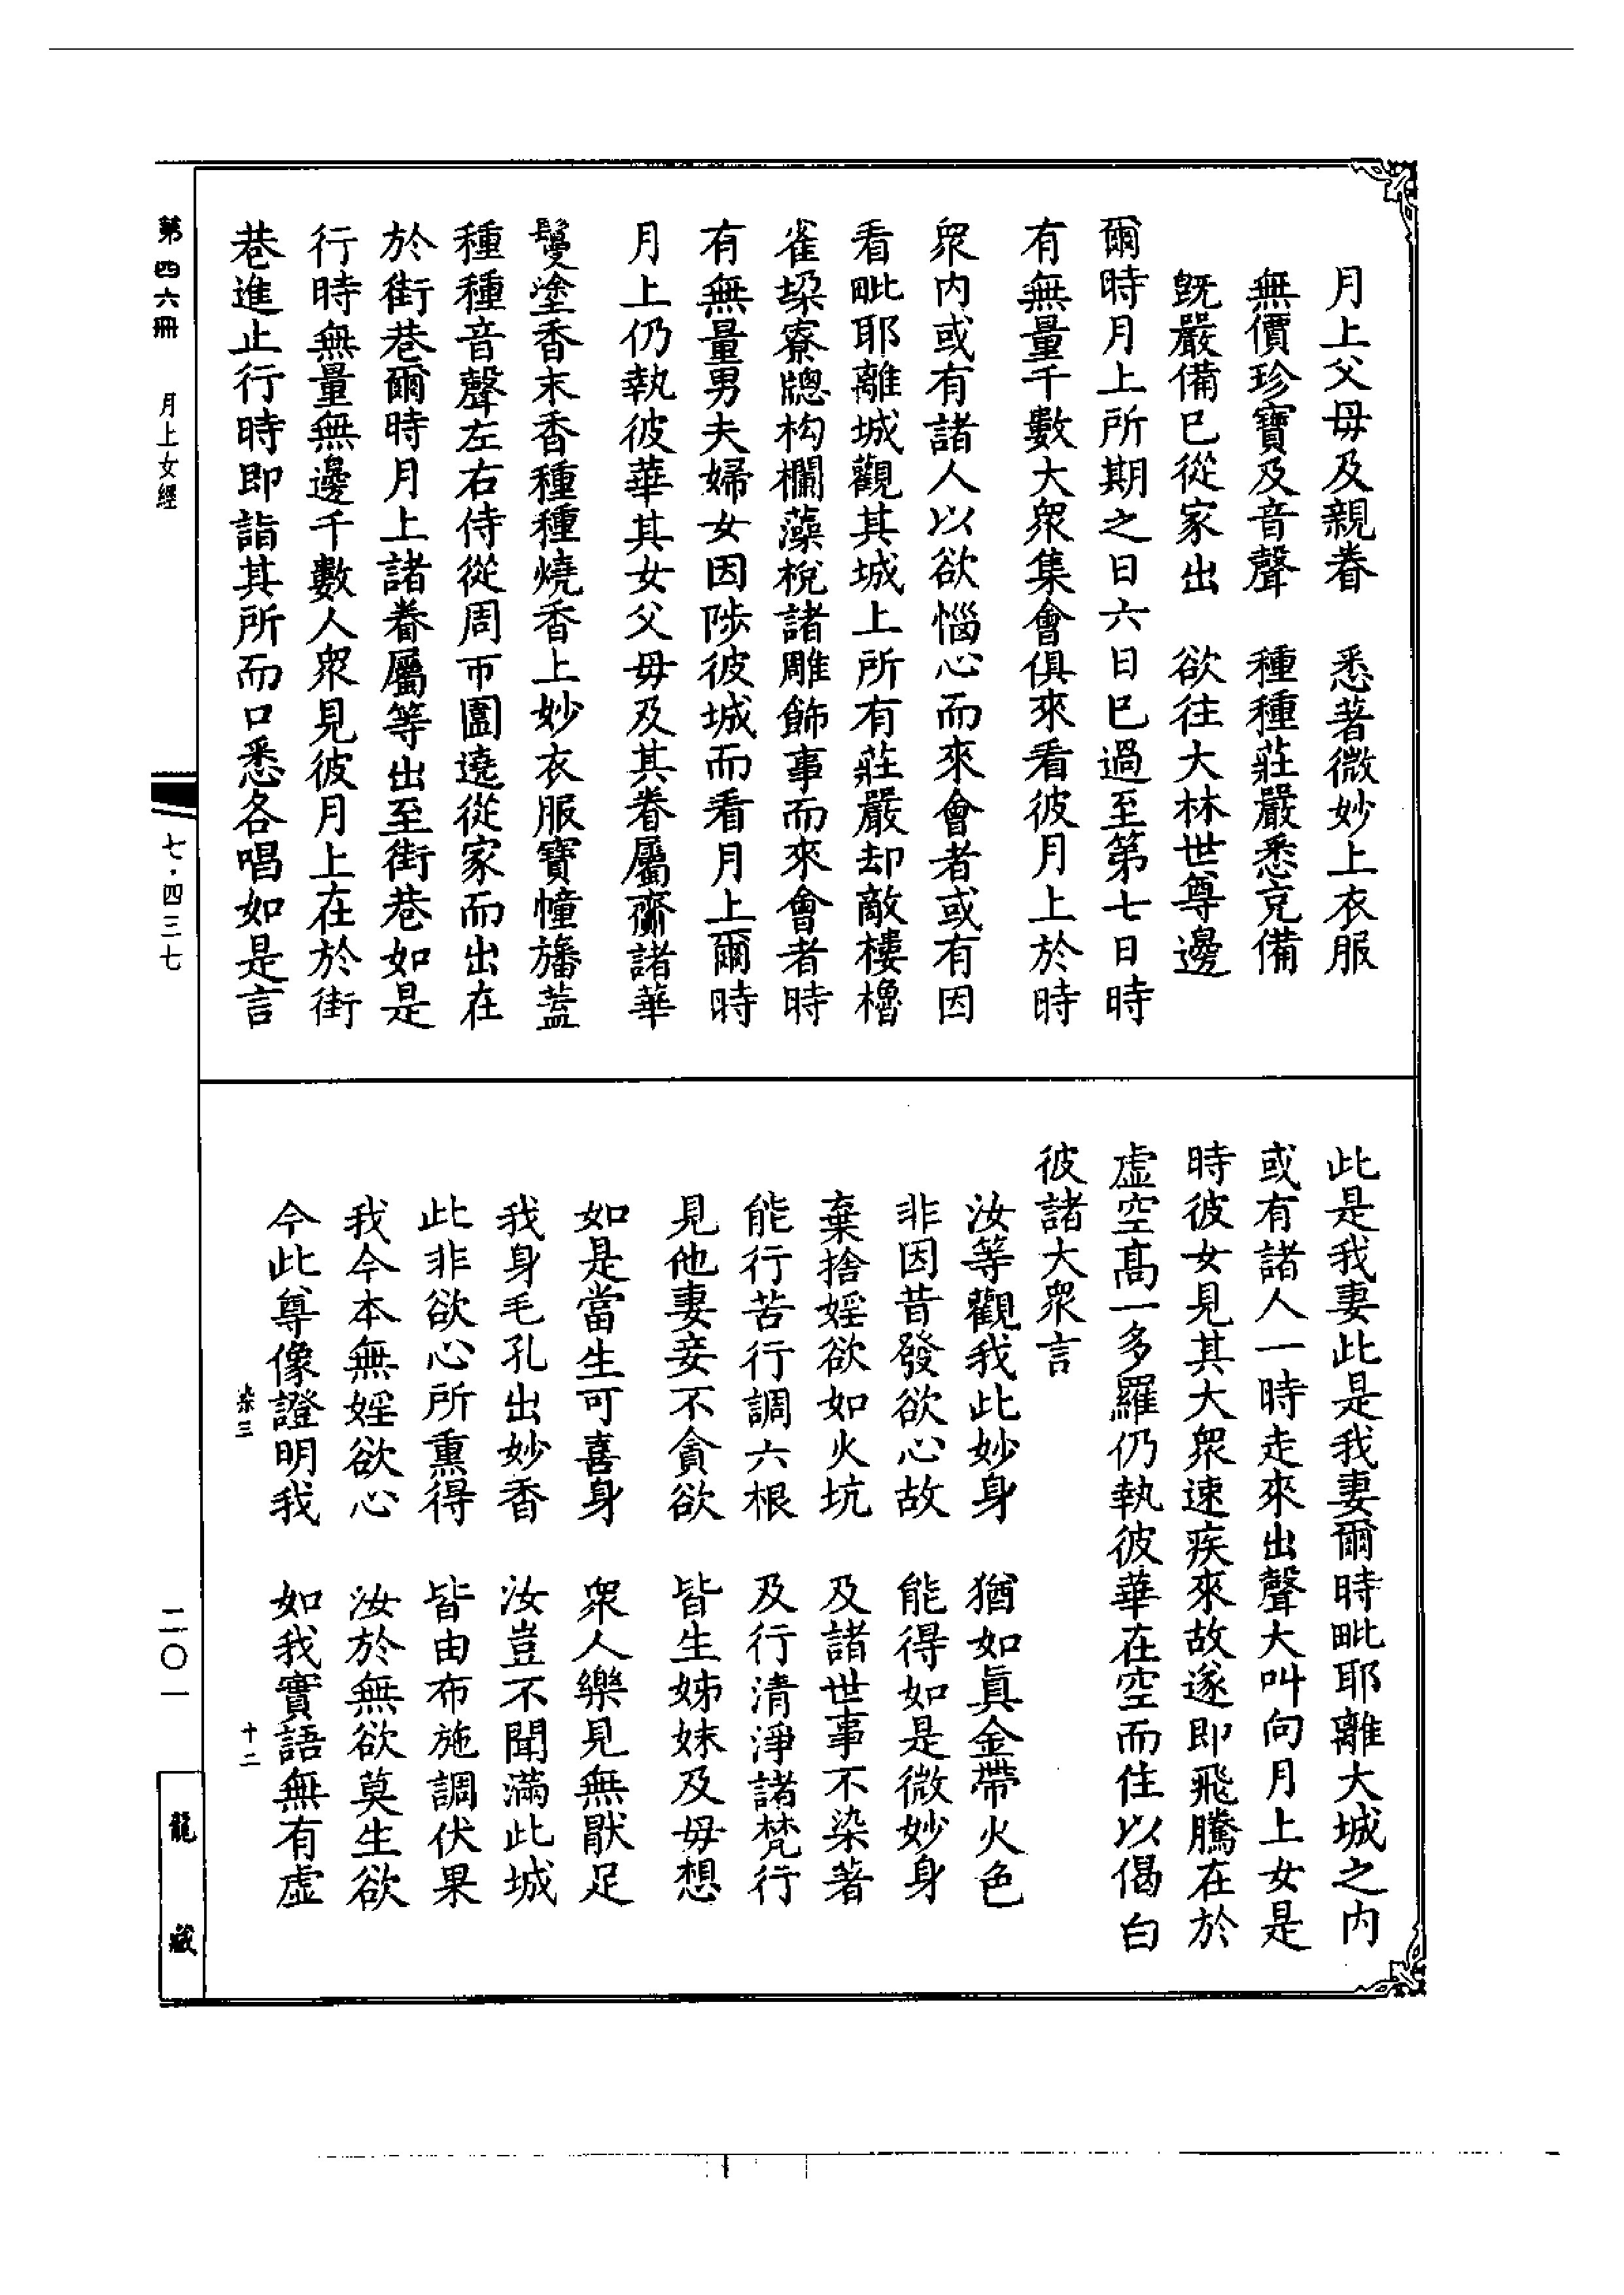 月上父毋及親眷　悉著微妙上衣服
無價珍寶及音聲　種種莊嚴悉克備
旣嚴備已從家出　欲往大林世尊邊
爾時月上所期之日六日已過至第七日時
有無量千數大衆集會俱來看彼月上於時
衆内或有諸人以欲惱心而來會者或有因
看毗耶離城觀其城上所有莊嚴却敵樓櫓
雀垜寮牕构欄藻梲諸雕飾事而來會者時
有無量男夫婦女因陟彼城而看月上爾時
月上仍執彼華其女父毋及其眷屬齎諸華
鬘塗香末香種種燒香上妙衣服寶幢旛蓋
種種音聲左右侍從周帀圍遶從家而出在
於街巷爾時月上諸眷屬等出至街巷如是
行時無量無邊千數人衆見彼月上在於街
巷進止行時即詣其所而口悉各唱如是言
此是我妻此是我妻爾時毗耶離大城之内
或有諸人一時走來出聲大叫向月上女是
時彼女見其大衆速疾來故遂即飛騰在於
虛空高一多羅仍執彼華在空而住以偈白
彼諸大衆言
汝等觀我此妙身　猶如眞金帶火色
非因昔發欲心故　能得如是微妙身
棄捨婬欲如火坑　及諸世事不染著
能行苦行調六根　及行清淨諸梵行
見他妻妾不貪欲　皆生姊妹及毋想
如是當生可喜身　衆人樂見無猒足
我身毛孔出妙香　汝豈不聞滿此城
此非欲心所熏得　皆由布施調伏果
我今本無婬欲心　汝於無欲莫生欲
今此尊像證明我　如我實語無有虛
柒三　十二
第四六冊　月上女經　七·四三七　二〇一　龍藏